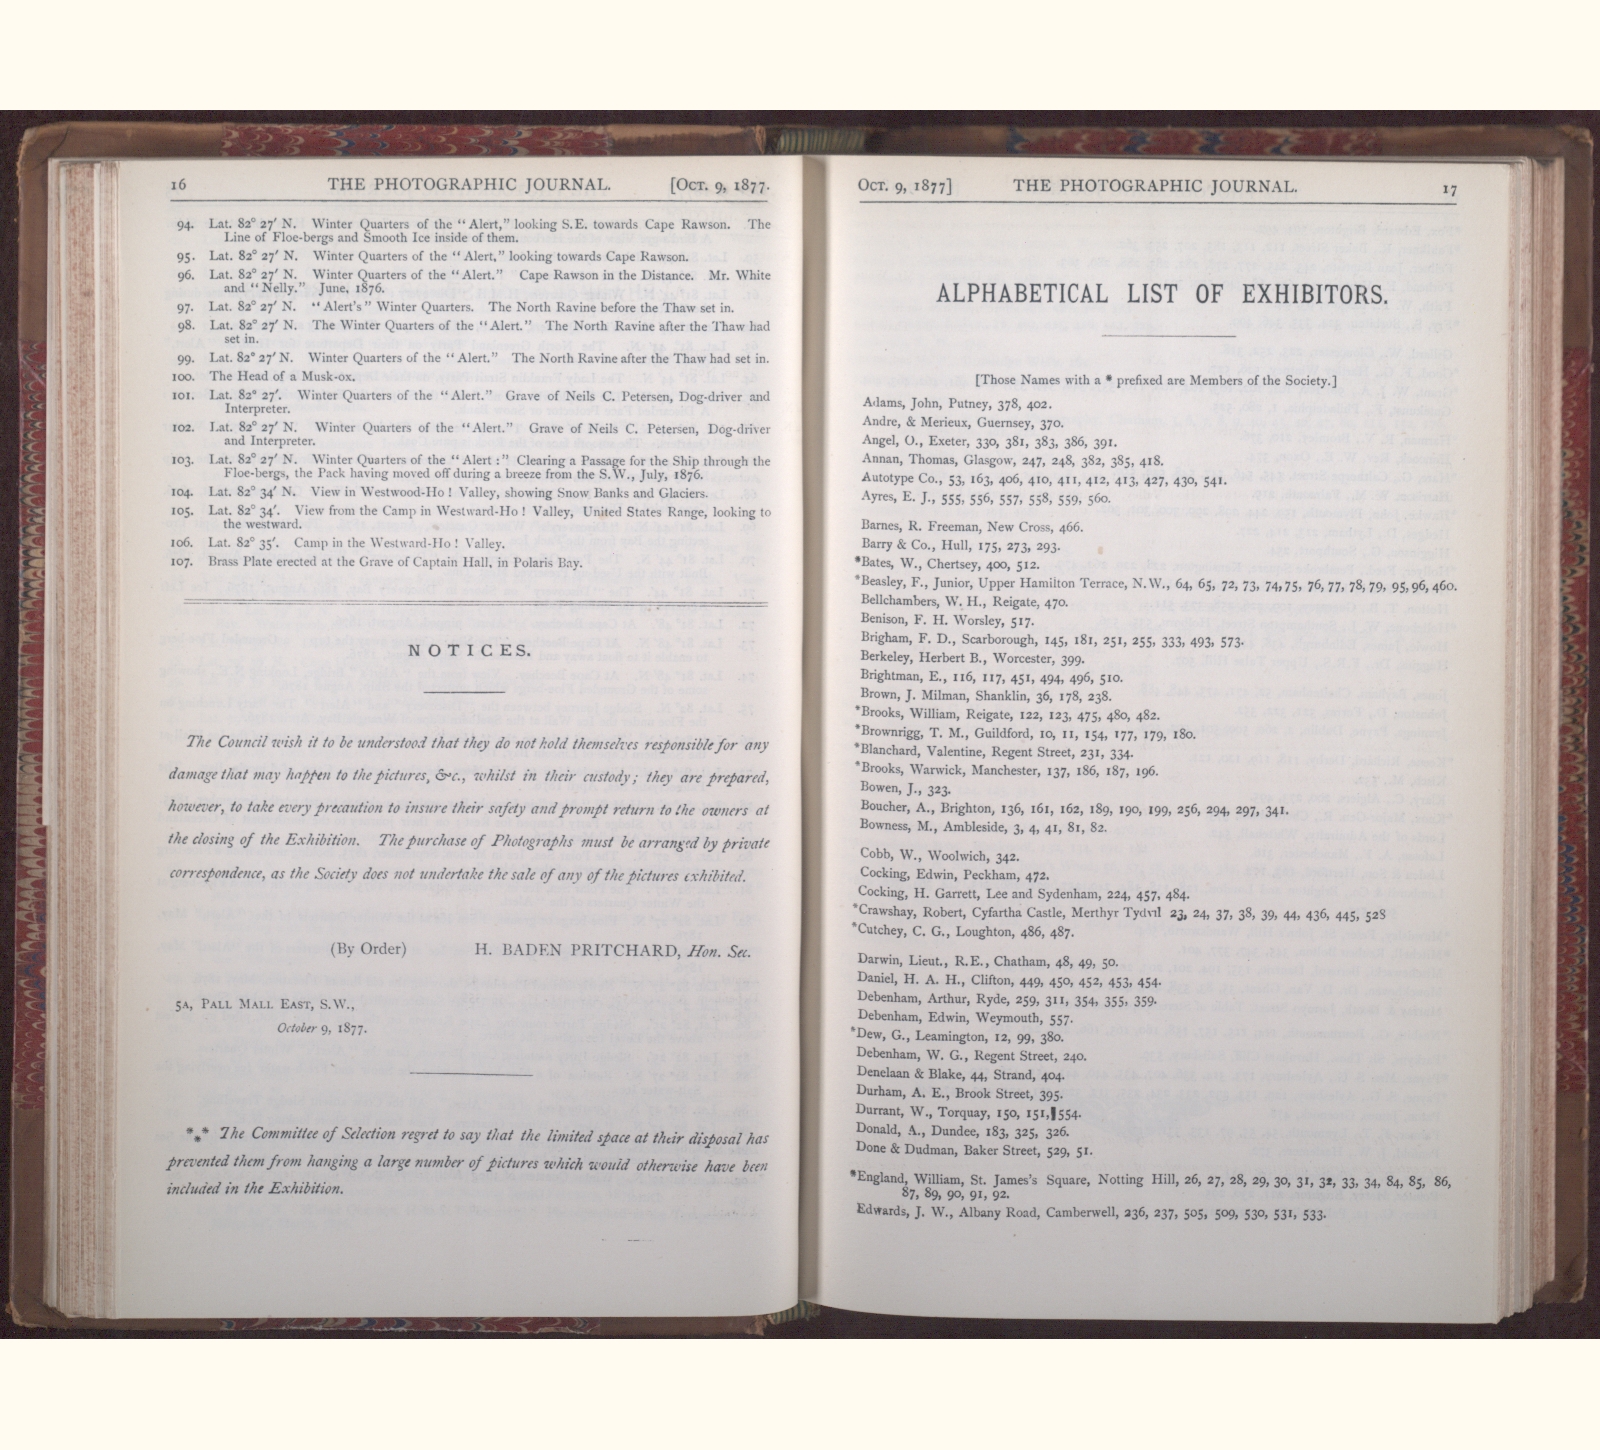 16 THE PHOTOGRAPHIC JOURNAL. [OCT. 9, 1877.
94. Lat. 82° 27′ N. Winter Quarters of the “Alert,” looking S.E. towards Cape Rawson. The
Line of Floe-bergs and Smooth Ice inside of them.
95. Lat. 82° 27′ N. Winter Quarters of the “Alert,” looking towards Cape Rawson.
96. Lat. 82° 27′ N. Winter Quarters of the “Alert.” Cape Rawson in the Distance. Mr. White
and “Nelly.” June, 1876.
97. Lat. 82° 27′ N. “Alert’s” Winter Quarters. The North Ravine before the Thaw set in.
98. Lat. 82° 27′ N. The Winter Quarters of the “Alert.” The North Ravine after the Thaw had
set in.
99. Lat. 82° 27′ N. Winter Quarters of the “Alert.” The North Ravine after the Thaw had set in.
100. The Head of a Musk-ox.
101. Lat. 82° 27′. Winter Quarters of the “Alert.” Grave of Neils C. Petersen, Dog-driver and
Interpreter.
102. Lat. 82° 27′ N. Winter Quarters of the “Alert.” Grave of Neils C. Petersen, Dog-driver
and Interpreter.
103. Lat. 82° 27′ N. Winter Quarters of the “Alert :” Clearing a Passage for the Ship through the
Floe-bergs, the Pack having moved off during a breeze from the S.W., July, 1876.
104. Lat. 82° 34′ N. View in Westwood-Ho! Valley, showing Snow Banks and Glaciers.
105. Lat. 82° 34′. View from the Camp in Westward-Ho! Valley, United States Range, looking to
the westward.
106. Lat. 82° 35′. Camp in the Westward-Ho! Valley.
107. Brass Plate erected at the Grave of Captain Hall, in Polaris Bay.
NOTICES.
The Council wish it to be understood that they do not hold themselves responsible for any
damage that may happen to the pictures, &c., whilst in their custody; they are prepared,
however, to take every precaution to insure their safety and prompt return to the owners at
the closing of the Exhibition. The purchase of Photographs must be arranged by private
correspondence, as the Society does not undertake the sale of any of the pictures exhibited.
(By Order) H. BADEN PRITCHARD, Hon. Sec.
5A, PALL MALL EAST, S.W.,
October 9, 1877.
*** The Committee of Selection regret to say that the limited space at their disposal has
prevented them from hanging a large number of pictures which would otherwise have been
included in the Exhibition.
OCT. 9, 1877] THE PHOTOGRAPHIC JOURNAL. 17
ALPHABETICAL LIST OF EXHIBITORS.
[Those Names with a * prefixed are Members of the Society.]
Adams, John, Putney, 378, 402.
Andre, & Merieux, Guernsey, 370.
Angel, O., Exeter, 330, 381, 383, 386, 391.
Annan, Thomas, Glasgow, 247, 248, 382, 385, 418.
Autotype Co., 53, 163, 406, 410, 411, 412, 413, 427, 430, 541.
Ayres, E. J., 555, 556, 557, 558, 559, 560.
Barnes, R. Freeman, New Cross, 466.
Barry & Co., Hull, 175, 273, 293.
*Bates, W., Chertsey, 400, 512.
*Beasley, F., Junior, Upper Hamilton Terrace, N.W., 64, 65, 72, 73, 74, 75, 76, 77, 78, 79, 95, 96, 460.
Bellchambers, W. H., Reigate, 470.
Benison, F. H. Worsley, 517.
Brigham, F. D., Scarborough, 145, 181, 251, 255, 333, 493, 573.
Berkeley, Herbert B., Worcester, 399.
Brightman, E., 116, 117, 451, 494, 496, 510.
Brown, J. Milman, Shanklin, 36, 178, 238.
*Brooks, William, Reigate, 122, 123, 475, 480, 482.
*Brownrigg, T. M., Guildford, 10, 11, 154, 177, 179, 180.
*Blanchard, Valentine, Regent Street, 231, 334.
*Brooks, Warwick, Manchester, 137, 186, 187, 196.
Bowen, J., 323.
Boucher, A., Brighton, 136, 161, 162, 189, 190, 199, 256, 294, 297, 341.
Bowness, M., Ambleside, 3, 4, 41, 81, 82.
Cobb, W., Woolwich, 342.
Cocking, Edwin, Peckham, 472.
Cocking, H. Garrett, Lee and Sydenham, 224, 457, 484.
*Crawshay, Robert, Cyfartha Castle, Merthyr Tydvil 23, 24, 37, 38, 39, 44, 436, 445, 528
*Cutchey, C. G., Loughton, 486, 487.
Darwin, Lieut., R.E., Chatham, 48, 49, 50.
Daniel, H. A. H., Clifton, 449, 450, 452, 453, 454.
Debenham, Arthur, Ryde, 259, 311, 354, 355, 359.
Debenham, Edwin, Weymouth, 557.
*Dew, G., Leamington, 12, 99, 380.
Debenham, W. G., Regent Street, 240.
Denelaan & Blake, 44, Strand, 404.
Durham, A. E., Brook Street, 395.
Durrant, W., Torquay, 150, 151, 554.
Donald, A., Dundee, 183, 325, 326.
Done & Dudman, Baker Street, 529, 51.
*England, William, St. James’s Square, Notting Hill, 26, 27, 28, 29, 30, 31, 32, 33, 34, 84, 85, 86,
87, 89, 90, 91, 92.
Edwards, J. W., Albany Road, Camberwell, 236, 237, 505, 509, 530, 531, 533.